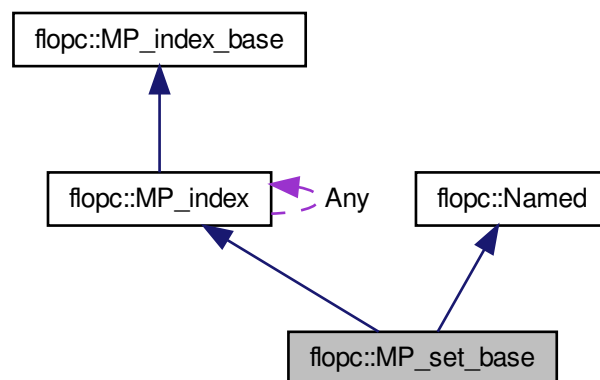 flopc::MP_index_base
flopc::MP_index
Any
flopc::Named
flopc::MP_set_base